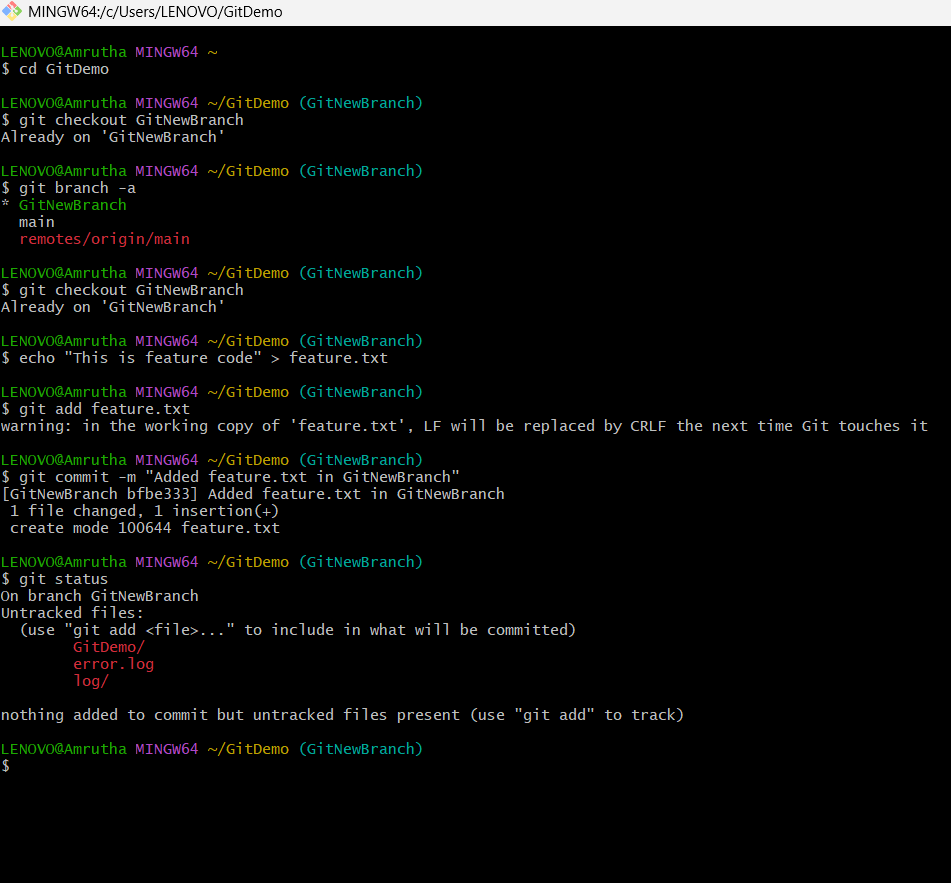 MINGW64:/c/Users/LENOVO/GitDemo
LENOVO@Amrutha MINGW64 ~
$ cd GitDemo
LENOVO@Amrutha MINGW64 ~/GitDemo (GitNewBranch)
$ git checkout GitNewBranch
Already on 'GitNewBranch'
LENOVO@Amrutha MINGW64 ~/GitDemo (GitNewBranch)
$ git branch -a
* GitNewBranch
  main
  remotes/origin/main
LENOVO@Amrutha MINGW64 ~/GitDemo (GitNewBranch)
$ git checkout GitNewBranch
Already on 'GitNewBranch'
LENOVO@Amrutha MINGW64 ~/GitDemo (GitNewBranch)
$ echo "This is feature code" > feature.txt
LENOVO@Amrutha MINGW64 ~/GitDemo (GitNewBranch)
$ git add feature.txt
warning: in the working copy of 'feature.txt', LF will be replaced by CRLF the next time Git touches it
LENOVO@Amrutha MINGW64 ~/GitDemo (GitNewBranch)
$ git commit -m "Added feature.txt in GitNewBranch"
[GitNewBranch bfbe333] Added feature.txt in GitNewBranch
 1 file changed, 1 insertion(+)
 create mode 100644 feature.txt
LENOVO@Amrutha MINGW64 ~/GitDemo (GitNewBranch)
$ git status
On branch GitNewBranch
Untracked files:
  (use "git add <file>..." to include in what will be committed)
        GitDemo/
        error.log
        log/
nothing added to commit but untracked files present (use "git add" to track)
LENOVO@Amrutha MINGW64 ~/GitDemo (GitNewBranch)
$